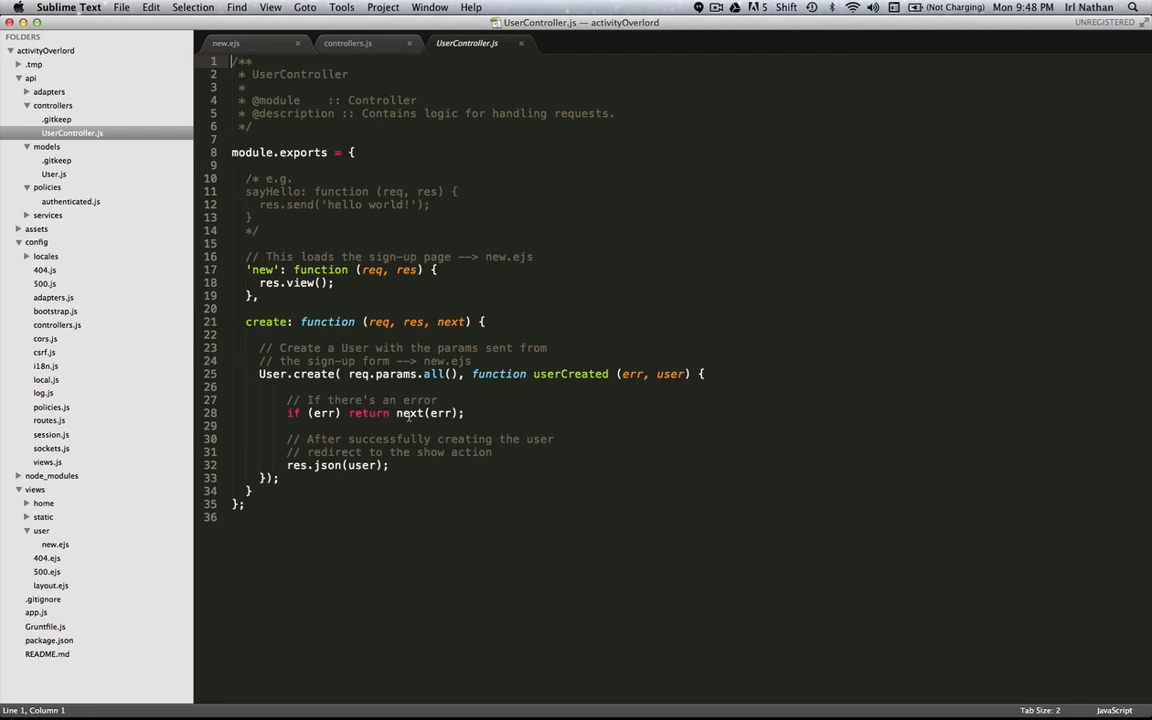 Sublime Text File Edit Selection Find View Goto Tools Project Window Help
5 Shift (Not Charging) Mon 9:48 PM Irl Nathan
UserController.js — activityOverlord
UNREGISTERED
FOLDERS
activityOverlord
.tmp
api
adapters
controllers
.gitkeep
UserController.js
models
.gitkeep
User.js
policies
authenticated.js
services
assets
config
locales
404.js
500.js
adapters.js
bootstrap.js
controllers.js
cors.js
csrf.js
i18n.js
local.js
log.js
policies.js
routes.js
session.js
sockets.js
views.js
node_modules
views
home
static
user
new.ejs
404.ejs
500.ejs
layout.ejs
.gitignore
app.js
Gruntfile.js
package.json
README.md
new.ejs × controllers.js × UserController.js ×
1 /**
2 * UserController
3 *
4 * @module :: Controller
5 * @description :: Contains logic for handling requests.
6 */
7
8 module.exports = {
9
10 /* e.g.
11 sayHello: function (req, res) {
12 res.send('hello world!');
13 }
14 */
15
16 // This loads the sign-up page --> new.ejs
17 'new': function (req, res) {
18 res.view();
19 },
20
21 create: function (req, res, next) {
22
23 // Create a User with the params sent from
24 // the sign-up form --> new.ejs
25 User.create( req.params.all(), function userCreated (err, user) {
26
27 // If there's an error
28 if (err) return next(err);
29
30 // After successfully creating the user
31 // redirect to the show action
32 res.json(user);
33 });
34 }
35 };
36
Line 1, Column 1 Tab Size: 2 JavaScript